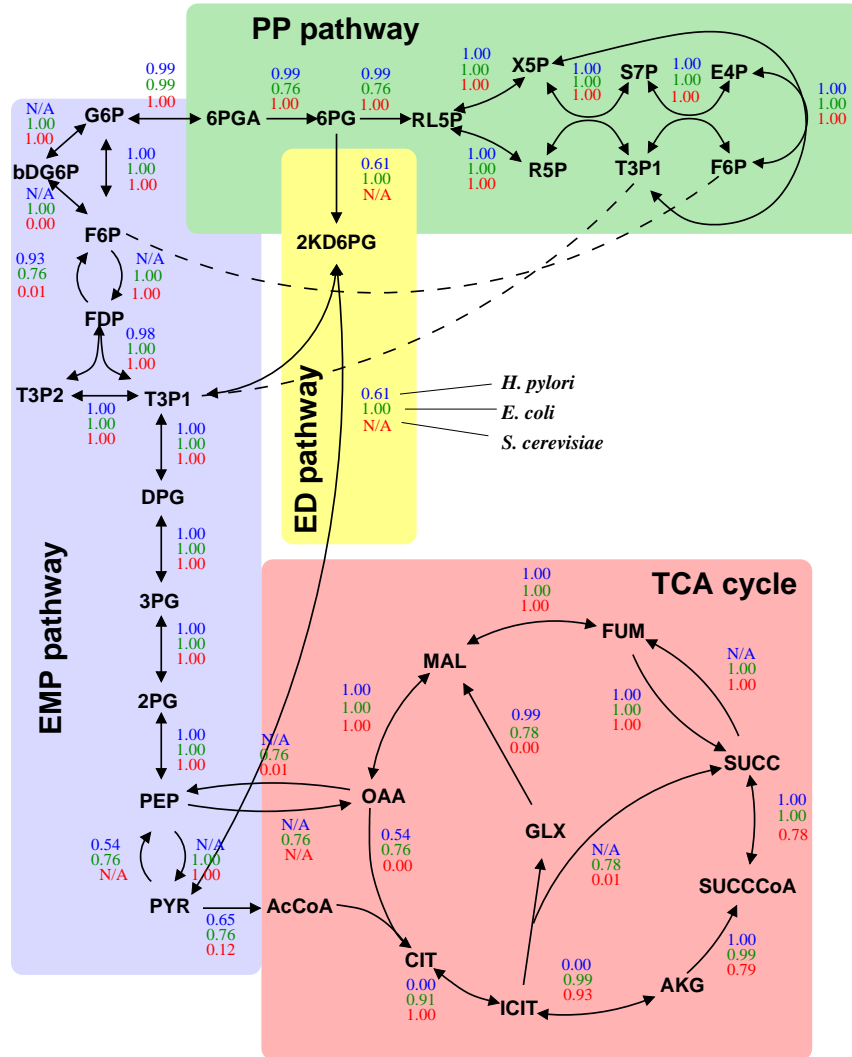 PP pathway
0.99
0.99
1.00
0.99
0.76
1.00
0.99
0.76
1.00
1.00
1.00
1.00
X5P
1.00
1.00
1.00
S7P
1.00
1.00
1.00
E4P
1.00
1.00
1.00
N/A
1.00
1.00
G6P
6PGA
6PG
RL5P
bDG6P
1.00
1.00
1.00
0.61
1.00
N/A
1.00
1.00
1.00
R5P
T3P1
F6P
N/A
1.00
0.00
F6P
2KD6PG
0.93
0.76
0.01
N/A
1.00
1.00
FDP
0.98
1.00
1.00
T3P2
T3P1
1.00
1.00
1.00
0.61
1.00
N/A
H. pylori
E. coli
S. cerevisiae
ED pathway
1.00
1.00
1.00
DPG
1.00
1.00
1.00
3PG
EMP pathway
1.00
1.00
1.00
2PG
1.00
1.00
1.00
PEP
N/A
0.76
0.01
N/A
0.76
N/A
0.54
0.76
N/A
N/A
1.00
1.00
PYR
0.65
0.76
0.12
TCA cycle
1.00
1.00
1.00
FUM
MAL
N/A
1.00
1.00
1.00
1.00
1.00
1.00
1.00
1.00
0.99
0.78
0.00
SUCC
OAA
0.54
0.76
0.00
GLX
N/A
0.78
0.01
1.00
1.00
0.78
SUCCCoA
AcCoA
CIT
0.00
0.91
1.00
ICIT
0.00
0.99
0.93
AKG
1.00
0.99
0.79